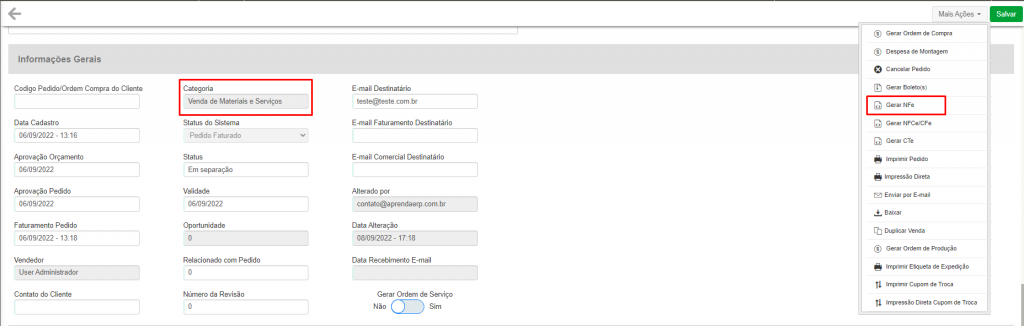 Mais Ações
Salvar
Informações Gerais
Codigo Pedido/Ordem Compra do Cliente
Categoria
Venda de Materiais e Serviços
E-mail Destinatário
teste@teste.com.br
Data Cadastro
06/09/2022 - 13:16
Status do Sistema
Pedido Faturado
E-mail Faturamento Destinatário
Aprovação Orçamento
06/09/2022
Status
Em separação
E-mail Comercial Destinatário
Aprovação Pedido
06/09/2022
Validade
06/09/2022
Alterado por
contato@aprendaerp.com.br
Faturamento Pedido
06/09/2022 - 13:18
Oportunidade
0
Data Alteração
08/09/2022 - 17:18
Vendedor
User Administrador
Relacionado com Pedido
0
Data Recebimento E-mail
Contato do Cliente
Número da Revisão
0
Gerar Ordem de Serviço
Não
Sim
Gerar Ordem de Compra
Despesa de Montagem
Cancelar Pedido
Gerar Boleto(s)
Gerar NFe
Gerar NFCe/CFe
Gerar CTe
Imprimir Pedido
Impressão Direta
Enviar por E-mail
Baixar
Duplicar Venda
Gerar Ordem de Produção
Imprimir Etiqueta de Expedição
Imprimir Cupom de Troca
Impressão Direta Cupom de Troca